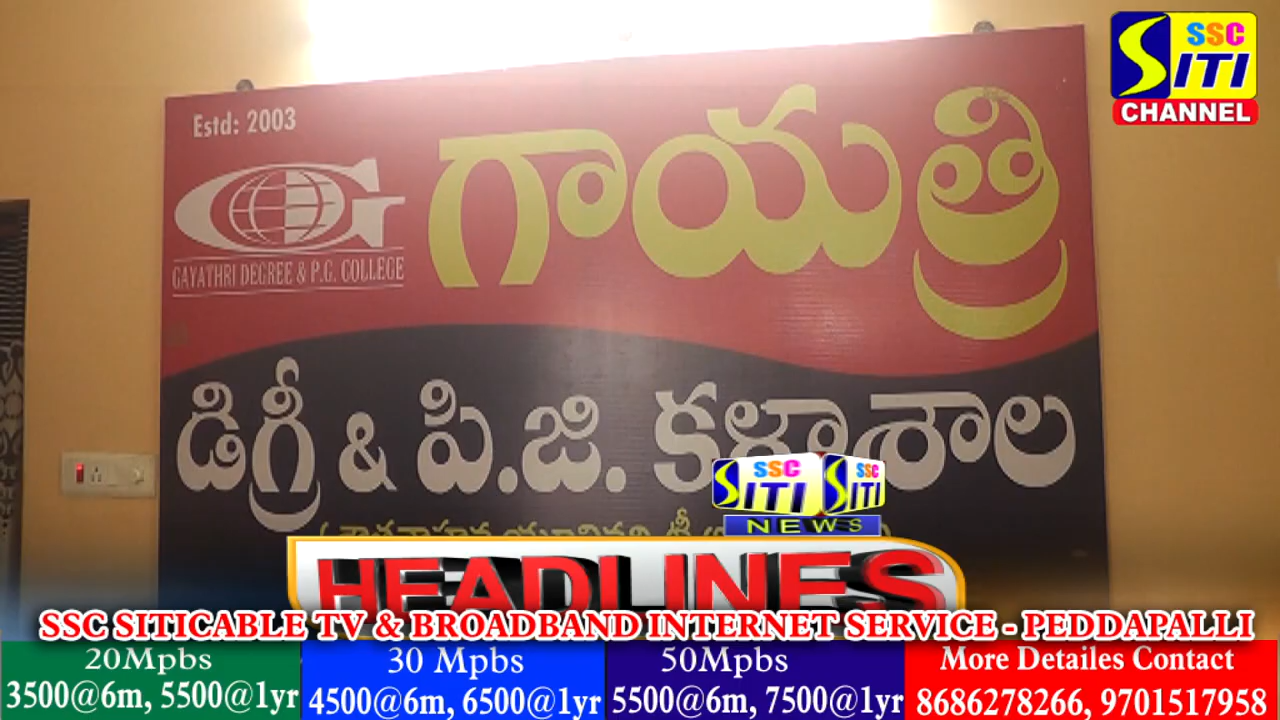 SSC
SITI
CHANNEL
Estd: 2003
గాయత్రి
GAYATHRI DEGREE & P.G. COLLEGE
డిగ్రీ & పి.జి. కళాశాల
SSC SITI SSC SITI
NEWS
HEADLINES
SSC SITICABLE TV & BROADBAND INTERNET SERVICE - PEDDAPALLI
20Mpbs 30 Mpbs 50Mpbs More Detailes Contact
3500@6m, 5500@1yr 4500@6m, 6500@1yr 5500@6m, 7500@1yr 8686278266, 9701517958